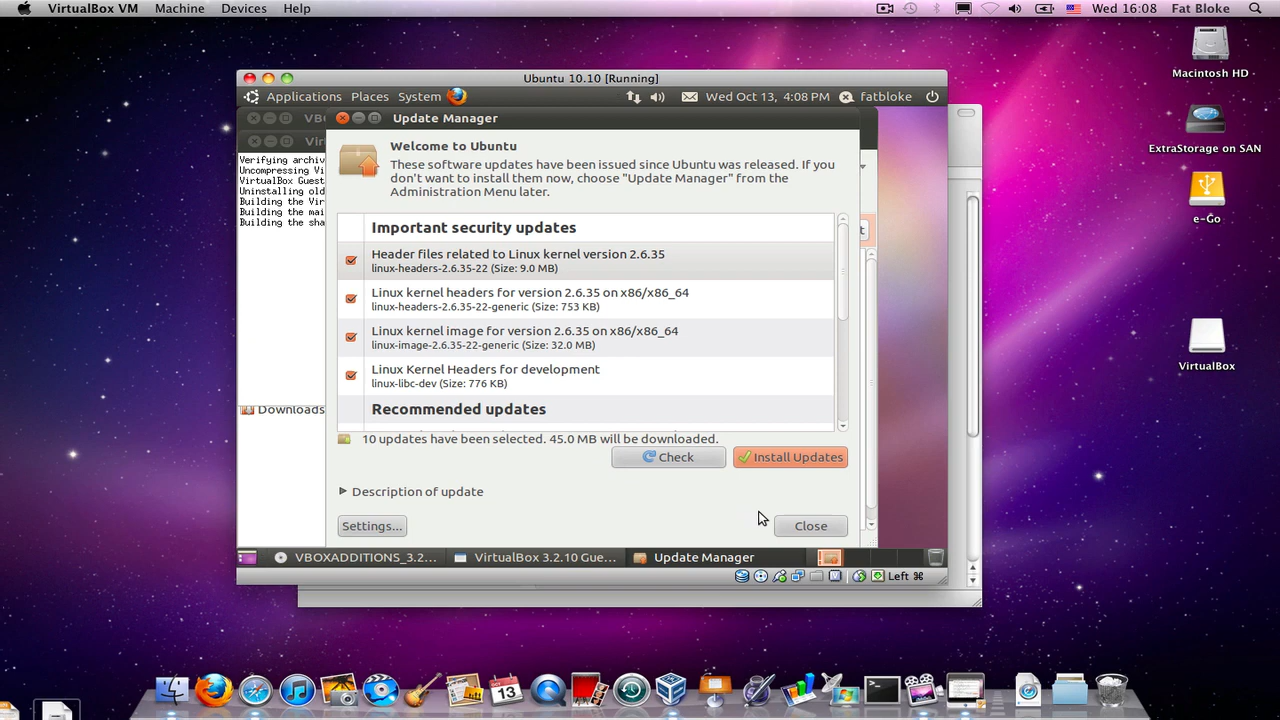 VirtualBox VM Machine Devices Help Wed 16:08 Fat Bloke
Macintosh HD
ExtraStorage on SAN
e-Go
VirtualBox
Ubuntu 10.10 [Running]
Applications Places System Wed Oct 13, 4:08 PM fatbloke
Update Manager
Verifying archiv
Uncompressing Vi
VirtualBox Guest
Uninstalling old
Building the Vir
Building the mai
Building the sha
Downloads
Welcome to Ubuntu
These software updates have been issued since Ubuntu was released. If you
don't want to install them now, choose "Update Manager" from the
Administration Menu later.
Important security updates
Header files related to Linux kernel version 2.6.35
linux-headers-2.6.35-22 (Size: 9.0 MB)
Linux kernel headers for version 2.6.35 on x86/x86_64
linux-headers-2.6.35-22-generic (Size: 753 KB)
Linux kernel image for version 2.6.35 on x86/x86_64
linux-image-2.6.35-22-generic (Size: 32.0 MB)
Linux Kernel Headers for development
linux-libc-dev (Size: 776 KB)
Recommended updates
10 updates have been selected. 45.0 MB will be downloaded.
Check Install Updates
Description of update
Settings... Close
VBOXADDITIONS_3.2... VirtualBox 3.2.10 Gue... Update Manager
Left ⌘
OCT
13